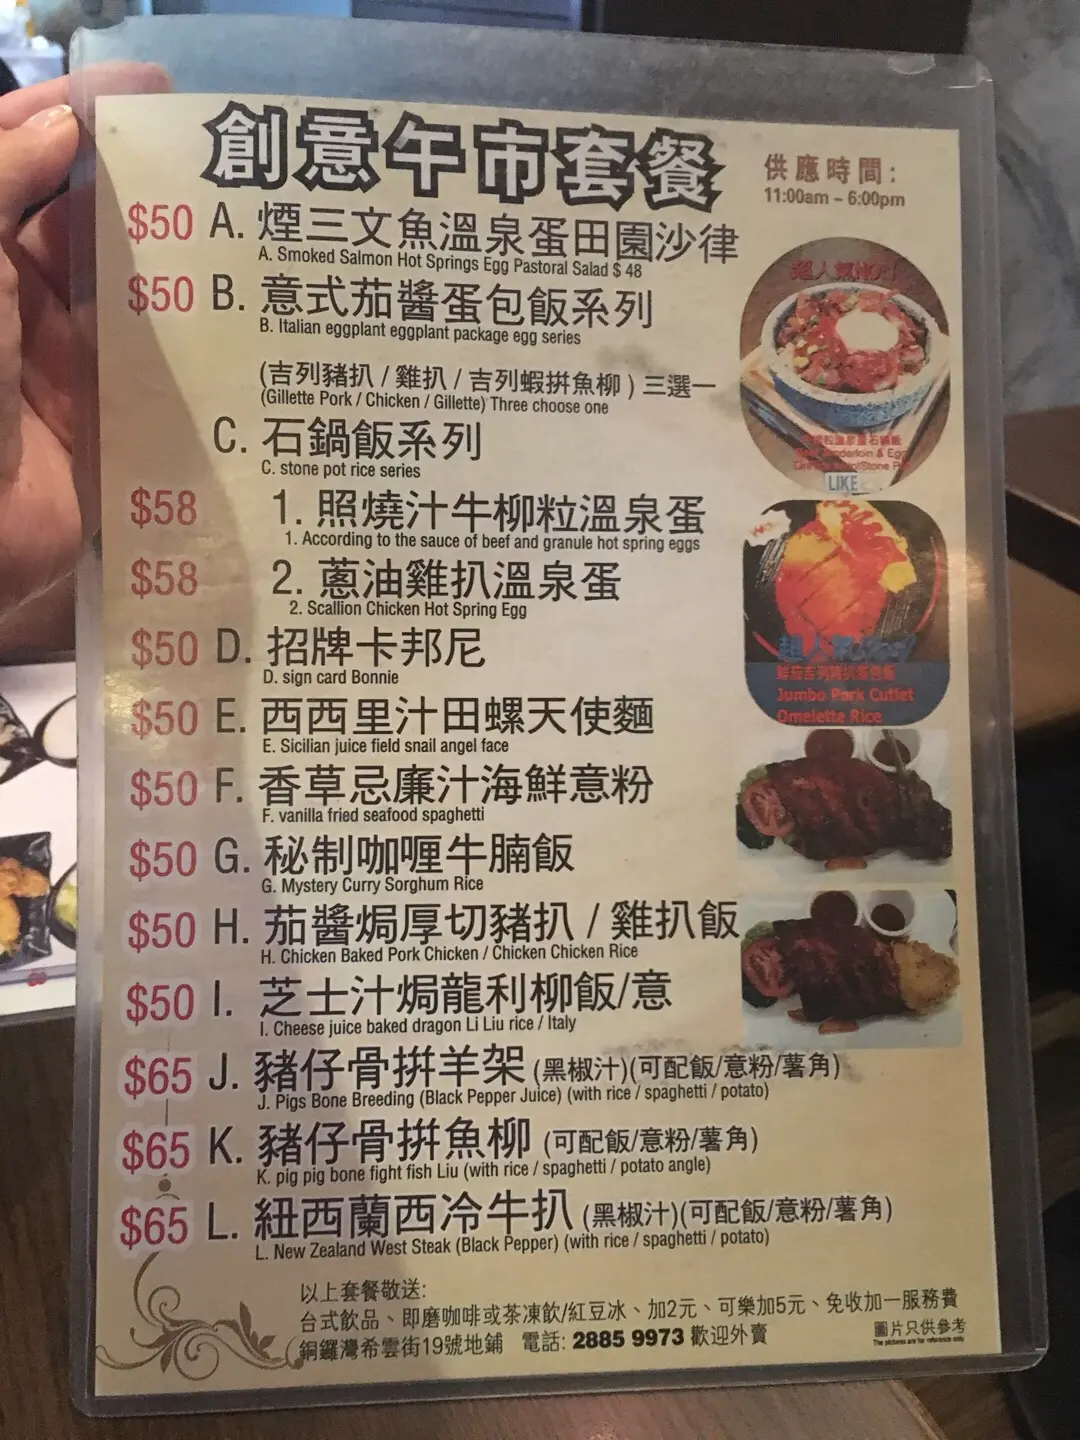 創意午市套餐
供應時間:
11:00am – 6:00pm
$50 A. 煙三文魚溫泉蛋田園沙律
A. Smoked Salmon Hot Springs Egg Pastoral Salad $ 48
$50 B. 意式茄醬蛋包飯系列
B. Italian eggplant eggplant package egg series
(吉列豬扒 / 雞扒 / 吉列蝦拼魚柳 ) 三選一
(Gillette Pork / Chicken / Gillette) Three choose one
C. 石鍋飯系列
C. stone pot rice series
$58 1. 照燒汁牛柳粒溫泉蛋
1. According to the sauce of beef and granule hot spring eggs
$58 2. 蔥油雞扒溫泉蛋
2. Scallion Chicken Hot Spring Egg
$50 D. 招牌卡邦尼
D. sign card Bonnie
$50 E. 西西里汁田螺天使麵
E. Sicilian juice field snail angel face
$50 F. 香草忌廉汁海鮮意粉
F. vanilla fried seafood spaghetti
$50 G. 秘制咖喱牛腩飯
G. Mystery Curry Sorghum Rice
$50 H. 茄醬焗厚切豬扒 / 雞扒飯
H. Chicken Baked Pork Chicken / Chicken Chicken Rice
$50 I. 芝士汁焗龍利柳飯/意
I. Cheese juice baked dragon Li Liu rice / Italy
$65 J. 豬仔骨拼羊架 (黑椒汁)(可配飯/意粉/薯角)
J. Pigs Bone Breeding (Black Pepper Juice) (with rice / spaghetti / potato)
$65 K. 豬仔骨拼魚柳 (可配飯/意粉/薯角)
K. pig pig bone fight fish Liu (with rice / spaghetti / potato angle)
$65 L. 紐西蘭西冷牛扒 (黑椒汁)(可配飯/意粉/薯角)
L. New Zealand West Steak (Black Pepper) (with rice / spaghetti / potato)
超人氣NO.1
LIKE
超人氣
Jumbo Pork Cutlet
Omelette Rice
以上套餐敬送:
台式飲品、即磨咖啡或茶凍飲/紅豆冰、加2元、可樂加5元、免收加一服務費
銅鑼灣希雲街19號地鋪 電話: 2885 9973 歡迎外賣
圖片只供參考
The pictures are for reference only